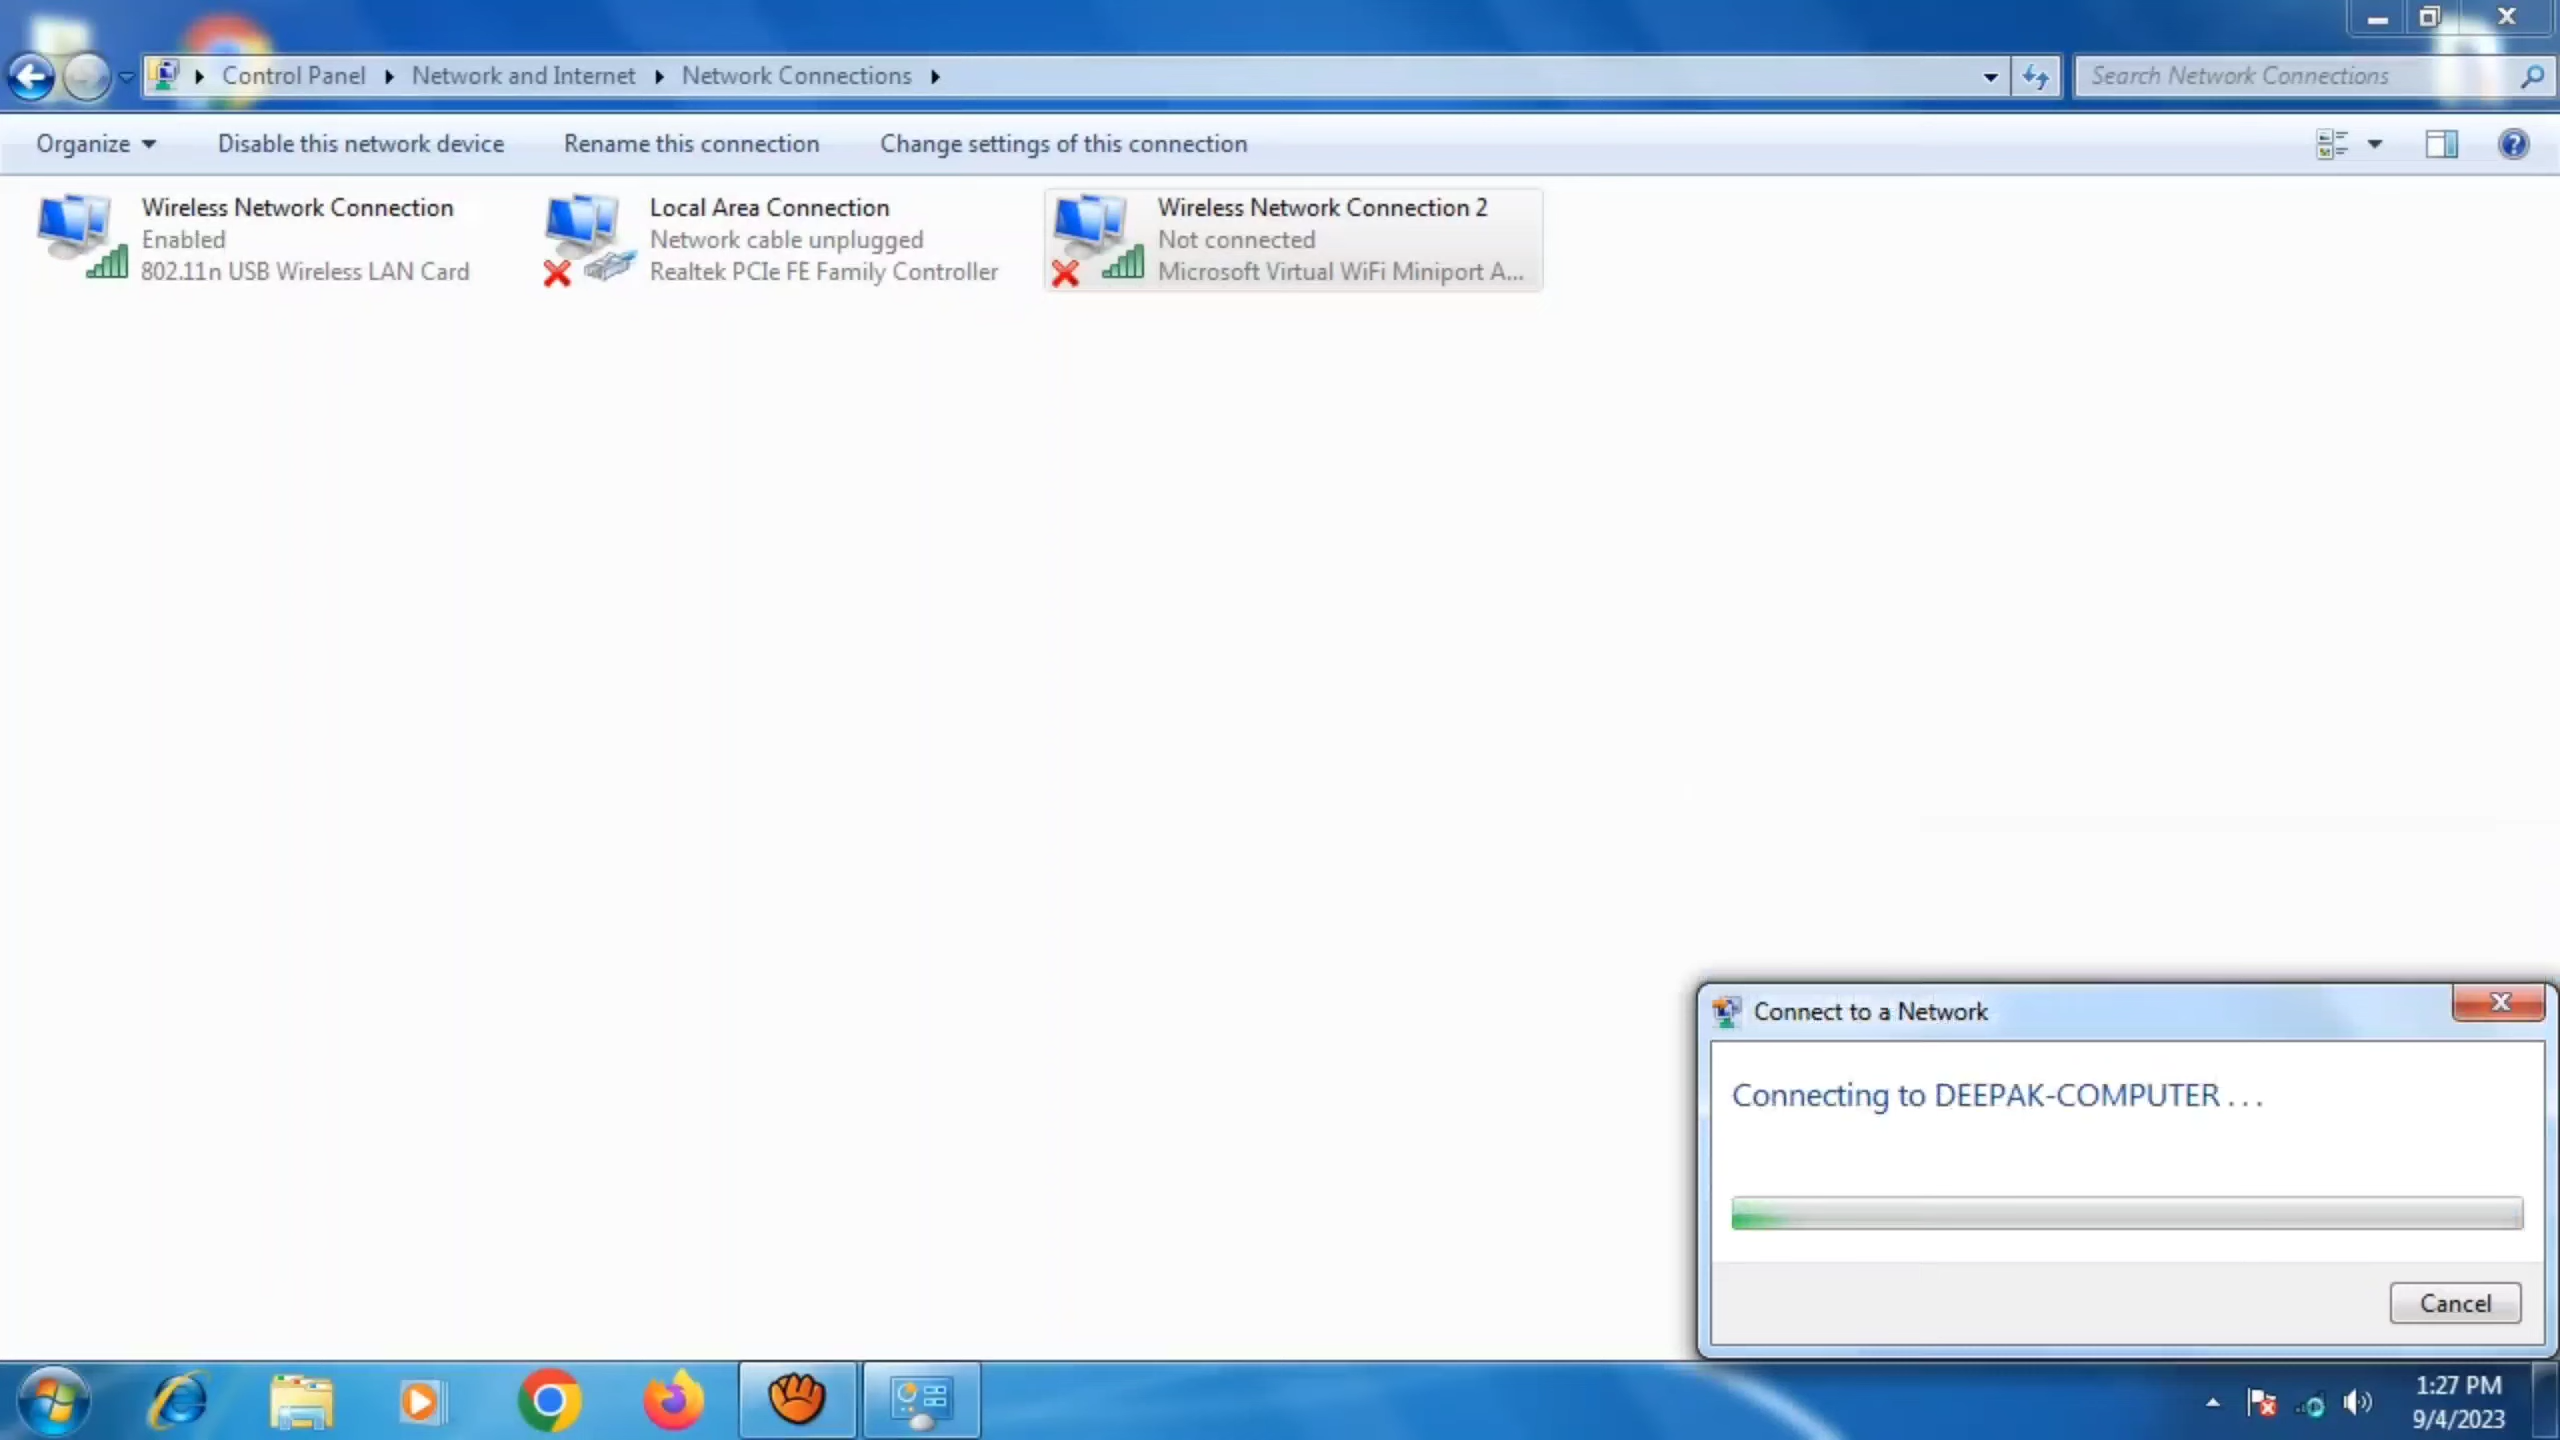 Control Panel Network and Internet Network Connections
Search Network Connections
Organize Disable this network device Rename this connection Change settings of this connection
Wireless Network Connection
Enabled
802.11n USB Wireless LAN Card
Local Area Connection
Network cable unplugged
Realtek PCIe FE Family Controller
Wireless Network Connection 2
Not connected
Microsoft Virtual WiFi Miniport A...
Connect to a Network
Connecting to DEEPAK-COMPUTER . . .
Cancel
1:27 PM
9/4/2023